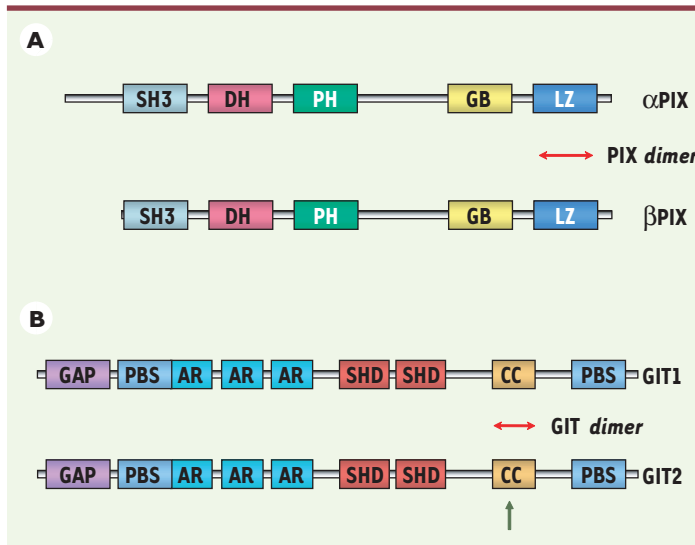 A
SH3 DH PH GB LZ αPIX
PIX dimer
SH3 DH PH GB LZ βPIX
B
GAP PBS AR AR AR SHD SHD CC PBS GIT1
GIT dimer
GAP PBS AR AR AR SHD SHD CC PBS GIT2